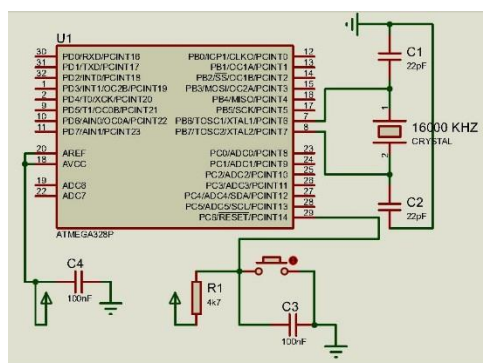 U1
30 PD0/RXD/PCINT16
31 PD1/TXD/PCINT17
32 PD2/INT0/PCINT18
1 PD3/INT1/OC2B/PCINT19
2 PD4/T0/XCK/PCINT20
9 PD5/T1/OC0B/PCINT21
10 PD6/AIN0/OC0A/PCINT22
11 PD7/AIN1/PCINT23
20 AREF
18 AVCC
19 ADC6
22 ADC7
PB0/ICP1/CLKO/PCINT0 12
PB1/OC1A/PCINT1 13
PB2/SS/OC1B/PCINT2 14
PB3/MOSI/OC2A/PCINT3 15
PB4/MISO/PCINT4 16
PB5/SCK/PCINT5 17
PB6/TOSC1/XTAL1/PCINT6 7
PB7/TOSC2/XTAL2/PCINT7 8
PC0/ADC0/PCINT8 23
PC1/ADC1/PCINT9 24
PC2/ADC2/PCINT10 25
PC3/ADC3/PCINT11 26
PC4/ADC4/SDA/PCINT12 27
PC5/ADC5/SCL/PCINT13 28
PC6/RESET/PCINT14 29
ATMEGA328P
C1
22pF
1
16000 KHZ
CRYSTAL
2
C2
22pF
C4
100nF
R1
4k7
C3
100nF